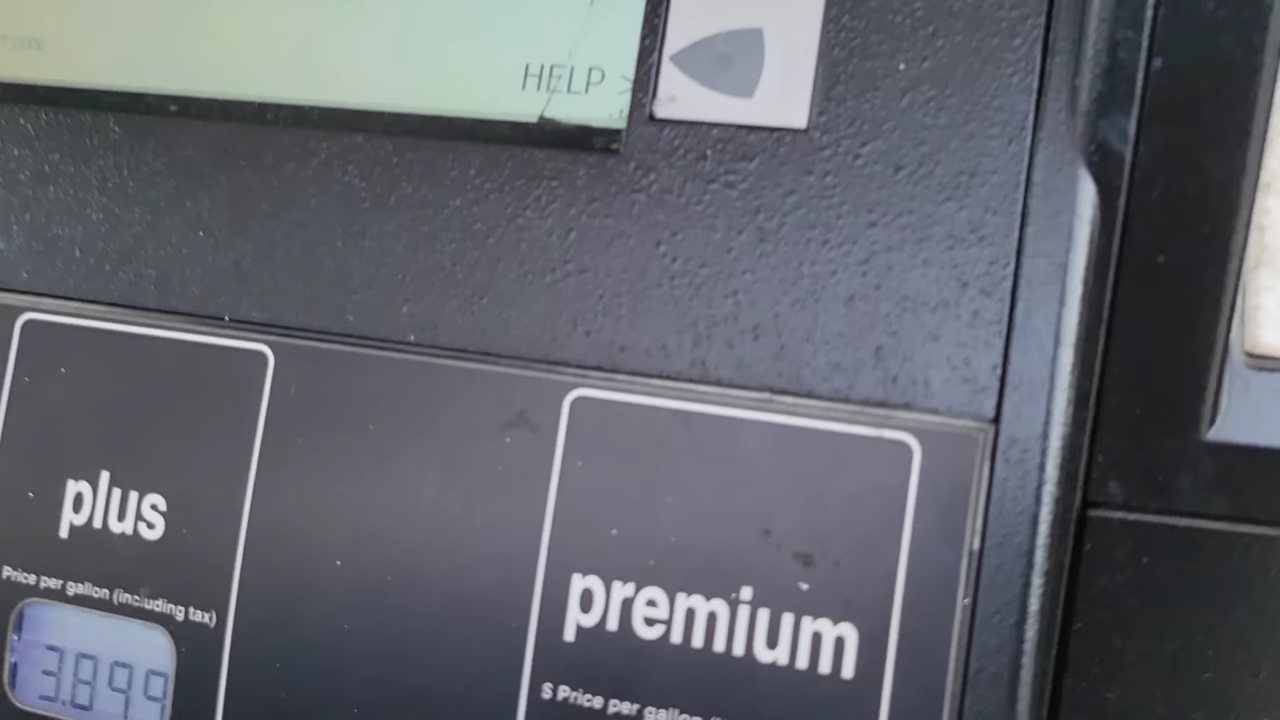 HELP >
plus
Price per gallon (including tax)
3.899
premium
$ Price per gallon